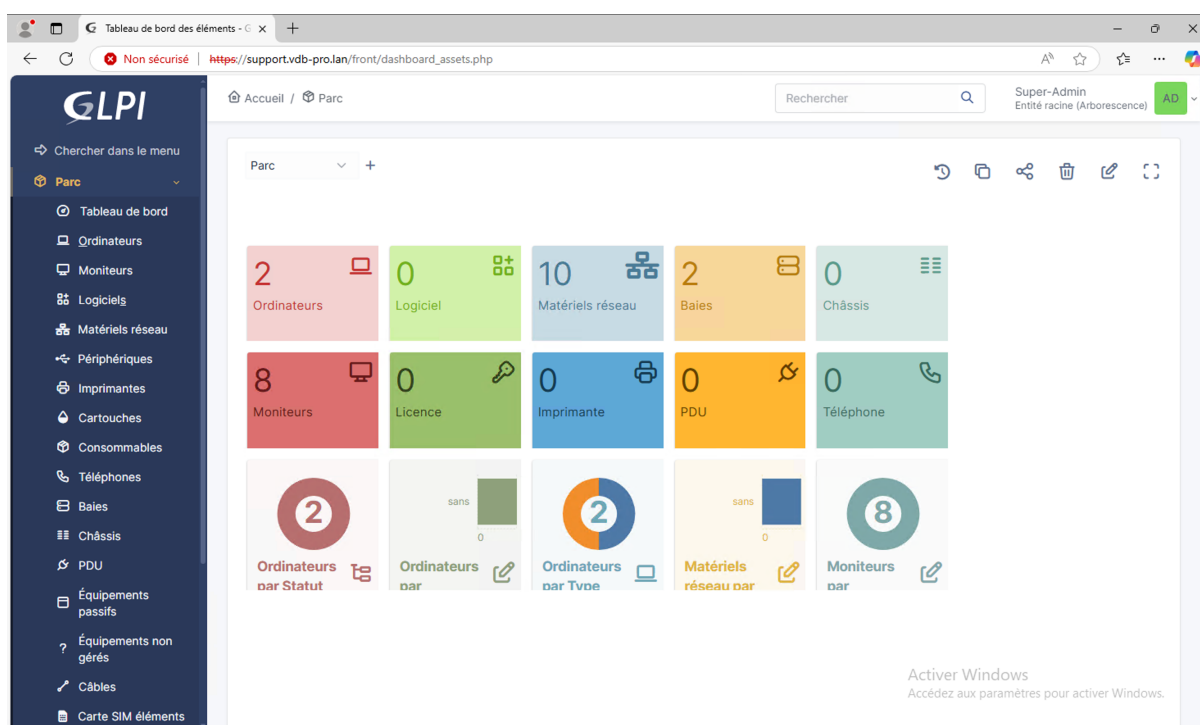 Tableau de bord des éléments - G
Non sécurisé
https://support.vdb-pro.lan/front/dashboard_assets.php
GLPI
Chercher dans le menu
Parc
Tableau de bord
Ordinateurs
Moniteurs
Logiciels
Matériels réseau
Périphériques
Imprimantes
Cartouches
Consommables
Téléphones
Baies
Châssis
PDU
Équipements
passifs
Équipements non
gérés
Câbles
Carte SIM éléments
Accueil / Parc
Rechercher
Super-Admin
Entité racine (Arborescence)
AD
Parc
2
Ordinateurs
0
Logiciel
10
Matériels réseau
2
Baies
0
Châssis
8
Moniteurs
0
Licence
0
Imprimante
0
PDU
0
Téléphone
2
Ordinateurs
par Statut
sans
0
Ordinateurs
par
2
Ordinateurs
par Type
sans
0
Matériels
réseau par
8
Moniteurs
par
Activer Windows
Accédez aux paramètres pour activer Windows.